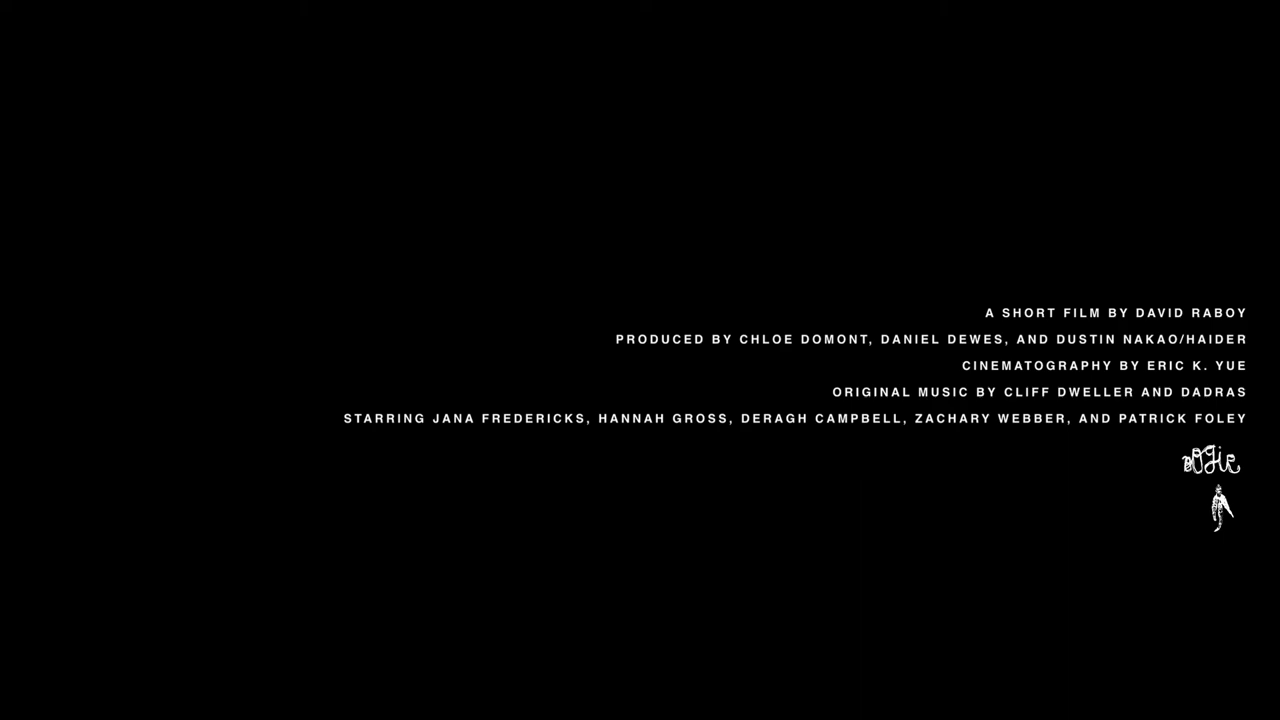 A SHORT FILM BY DAVID RABOY
PRODUCED BY CHLOE DOMONT, DANIEL DEWES, AND DUSTIN NAKAO/HAIDER
CINEMATOGRAPHY BY ERIC K. YUE
ORIGINAL MUSIC BY CLIFF DWELLER AND DADRAS
STARRING JANA FREDERICKS, HANNAH GROSS, DERAGH CAMPBELL, ZACHARY WEBBER, AND PATRICK FOLEY